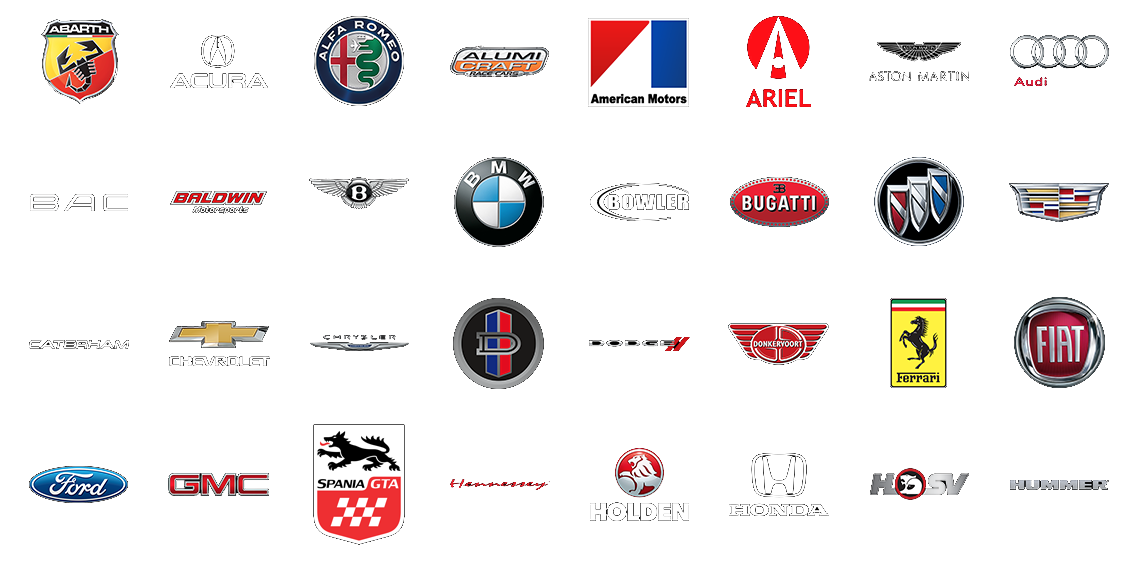 ABARTH
ACURA
ALFA ROMEO
ALUMI
CRAFT
RACE CARS
American Motors
ARIEL
ASTON MARTIN
Audi
BAC
BALDWIN
Motorsports
B
BMW
BOWLER
EB
BUGATTI
CATERHAM
CHEVROLET
CHRYSLER
D
DODGE
DONKERVOORT
Ferrari
FIAT
Ford
GMC
SPANIA GTA
Hennessey
HOLDEN
HONDA
HSV
HUMMER